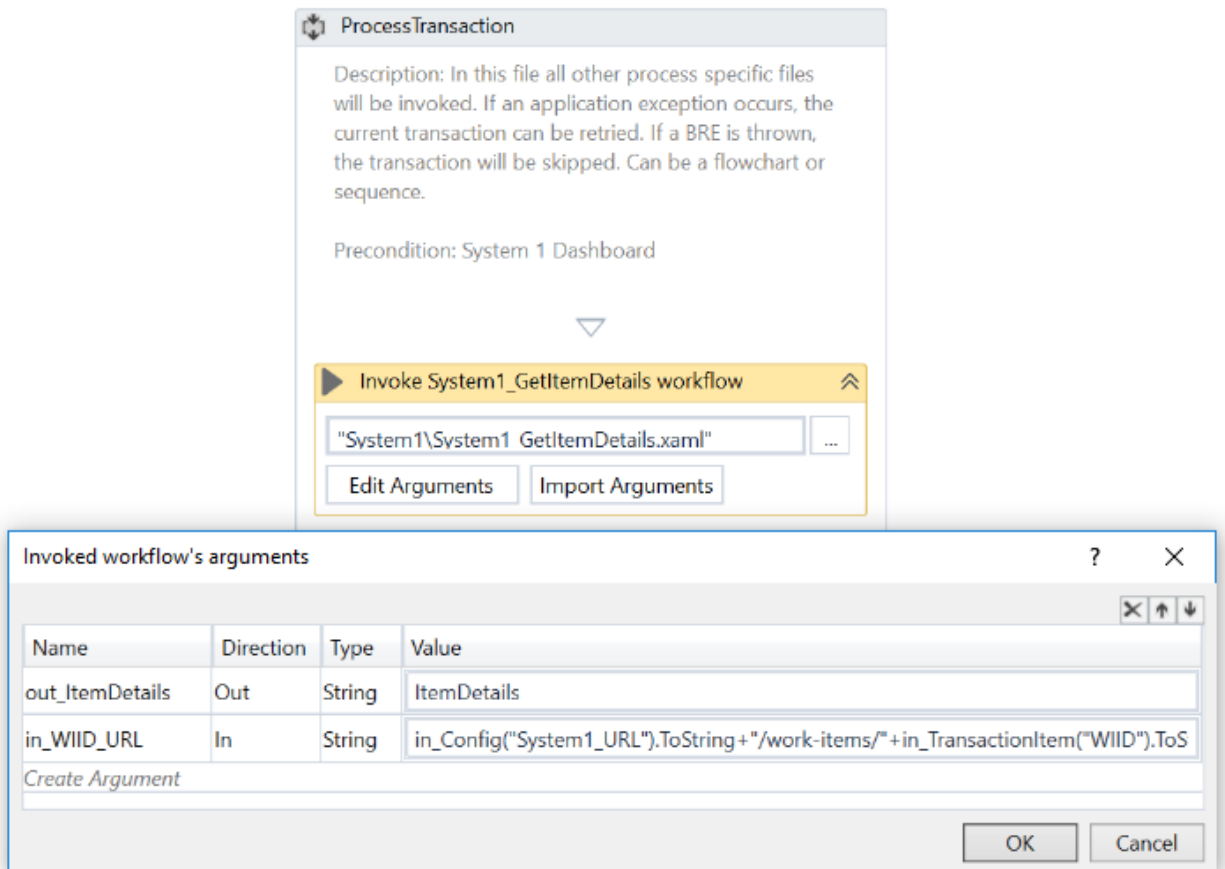 ProcessTransaction
Description: In this file all other process specific files
will be invoked. If an application exception occurs, the
current transaction can be retried. If a BRE is thrown,
the transaction will be skipped. Can be a flowchart or
sequence.
Precondition: System 1 Dashboard
Invoke System1_GetItemDetails workflow
"System1\System1_GetItemDetails.xaml"
...
Edit Arguments
Import Arguments
Invoked workflow's arguments
?
Name Direction Type Value
out_ItemDetails Out String ItemDetails
in_WIID_URL In String in_Config("System1_URL").ToString+"/work-items/"+in_TransactionItem("WIID").ToS
Create Argument
OK Cancel